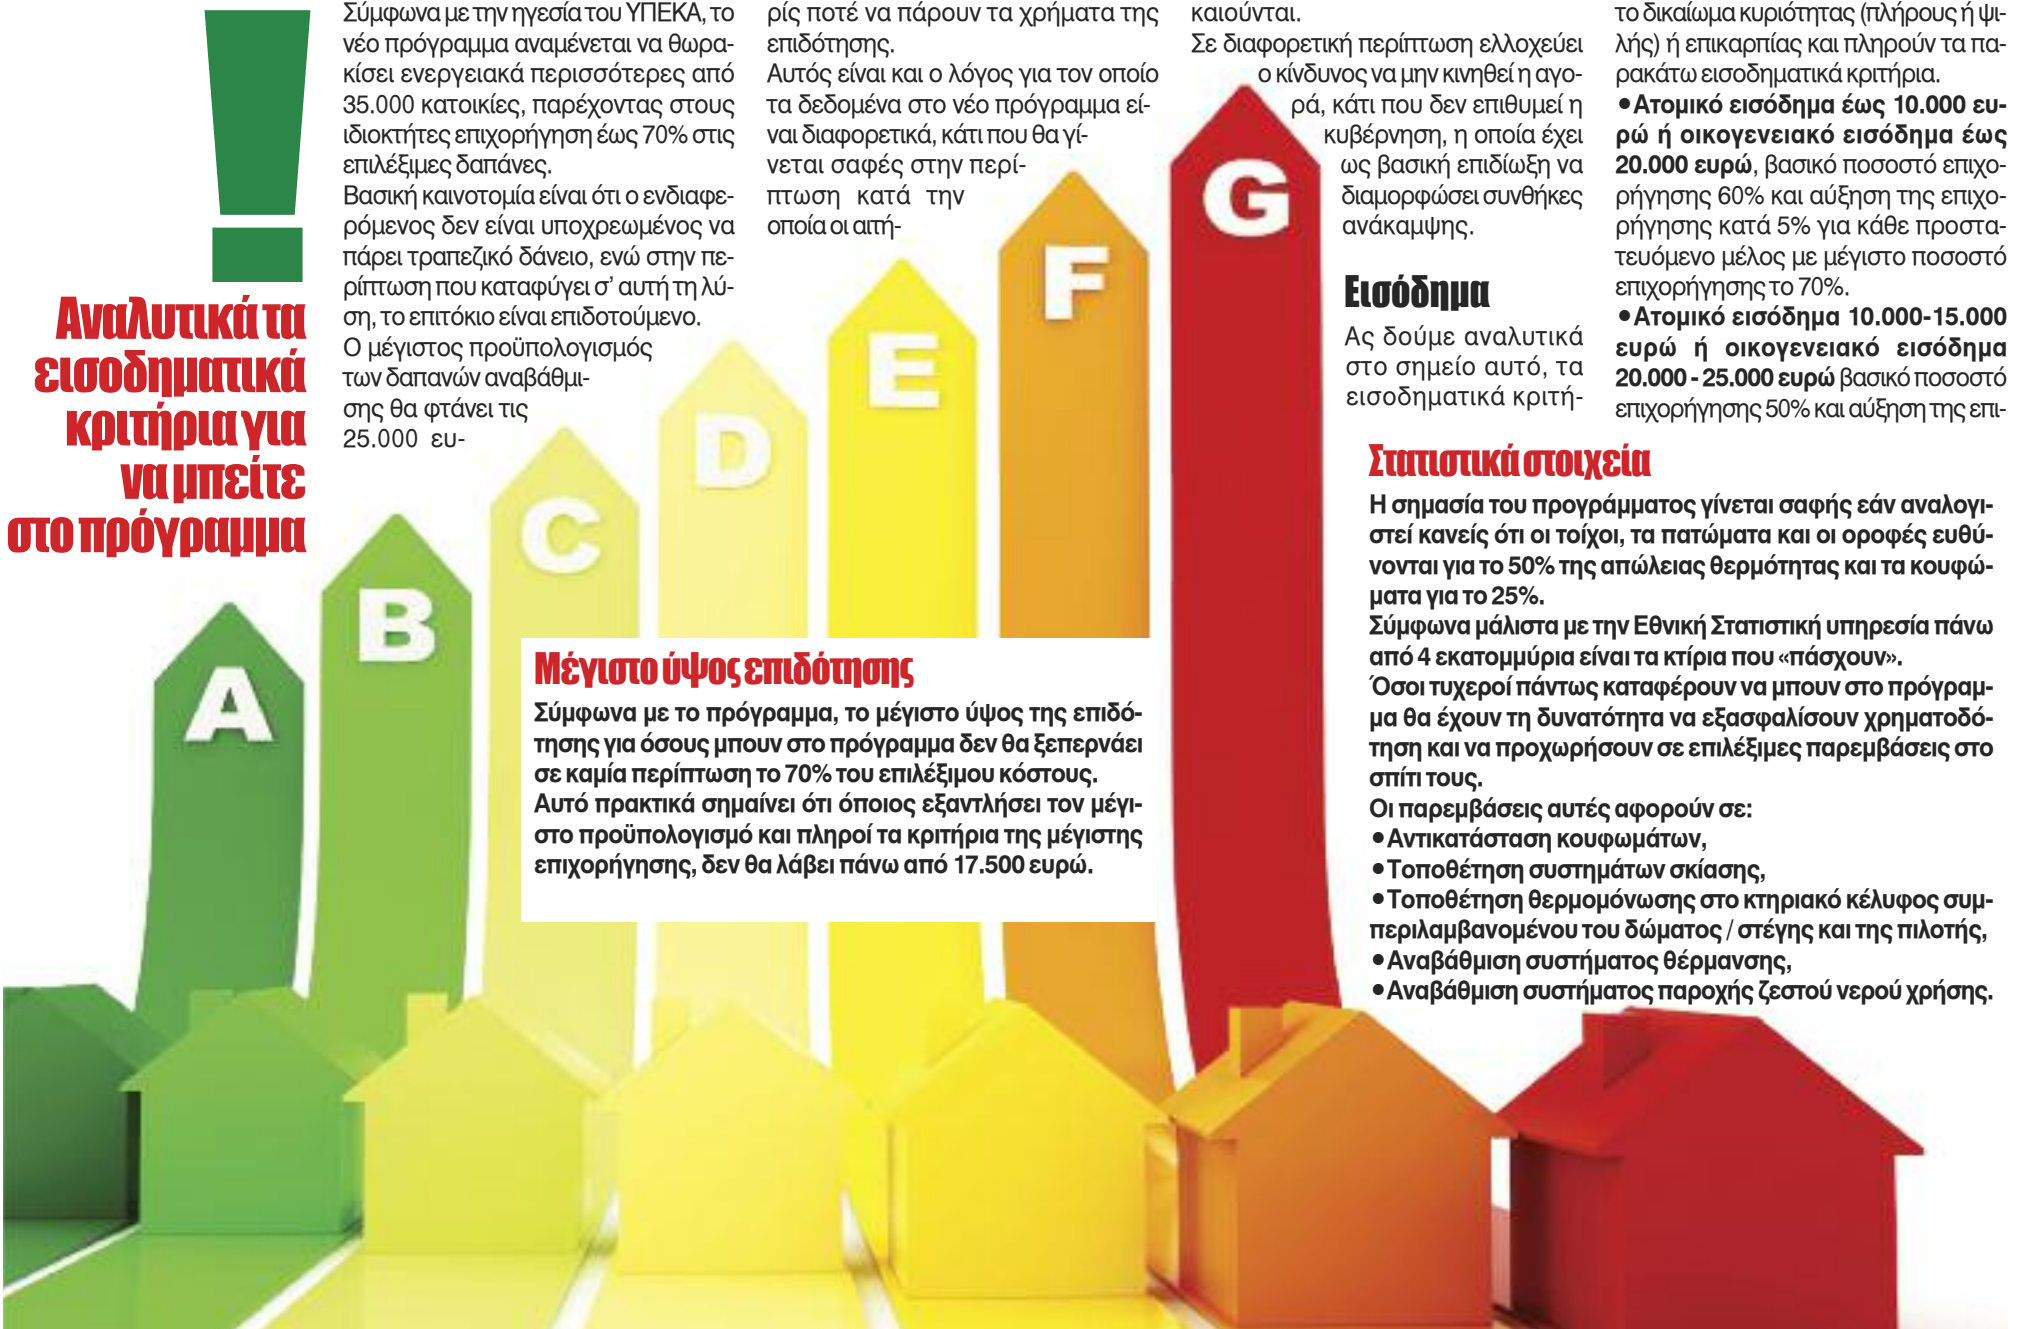 Αναλυτικά τα
εισοδηματικά
κριτήρια για
να μπείτε
στο πρόγραμμα
Σύμφωνα με την ηγεσία του ΥΠΕΚΑ, το
νέο πρόγραμμα αναμένεται να θωρα-
κίσει ενεργειακά περισσότερες από
35.000 κατοικίες, παρέχοντας στους
ιδιοκτήτες επιχορήγηση έως 70% στις
επιλέξιμες δαπάνες.
Βασική καινοτομία είναι ότι ο ενδιαφε-
ρόμενος δεν είναι υποχρεωμένος να
πάρει τραπεζικό δάνειο, ενώ στην πε-
ρίπτωση που καταφύγει σ' αυτή τη λύ-
ση, το επιτόκιο είναι επιδοτούμενο.
Ο μέγιστος προϋπολογισμός
των δαπανών αναβάθμι-
σης θα φτάνει τις
25.000 ευ-
ρίς ποτέ να πάρουν τα χρήματα της
επιδότησης.
Αυτός είναι και ο λόγος για τον οποίο
τα δεδομένα στο νέο πρόγραμμα εί-
ναι διαφορετικά, κάτι που θα γί-
νεται σαφές στην περί-
πτωση κατά την
οποία οι αιτή-
καιούνται.
Σε διαφορετική περίπτωση ελλοχεύει
ο κίνδυνος να μην κινηθεί η αγο-
ρά, κάτι που δεν επιθυμεί η
κυβέρνηση, η οποία έχει
ως βασική επιδίωξη να
διαμορφώσει συνθήκες
ανάκαμψης.
Εισόδημα
Ας δούμε αναλυτικά
στο σημείο αυτό, τα
εισοδηματικά κριτή-
το δικαίωμα κυριότητας (πλήρους ή ψι-
λής) ή επικαρπίας και πληρούν τα πα-
ρακάτω εισοδηματικά κριτήρια.
•Ατομικό εισόδημα έως 10.000 ευ-
ρώ ή οικογενειακό εισόδημα έως
20.000 ευρώ, βασικό ποσοστό επιχο-
ρήγησης 60% και αύξηση της επιχο-
ρήγησης κατά 5% για κάθε προστα-
τευόμενο μέλος με μέγιστο ποσοστό
επιχορήγησης το 70%.
•Ατομικό εισόδημα 10.000-15.000
ευρώ ή οικογενειακό εισόδημα
20.000 - 25.000 ευρώ βασικό ποσοστό
επιχορήγησης 50% και αύξηση της επι-
A
B
C
D
E
F
G
Μέγιστο ύψος επιδότησης
Σύμφωνα με το πρόγραμμα, το μέγιστο ύψος της επιδό-
τησης για όσους μπουν στο πρόγραμμα δεν θα ξεπερνάει
σε καμία περίπτωση το 70% του επιλέξιμου κόστους.
Αυτό πρακτικά σημαίνει ότι όποιος εξαντλήσει τον μέγι-
στο προϋπολογισμό και πληροί τα κριτήρια της μέγιστης
επιχορήγησης, δεν θα λάβει πάνω από 17.500 ευρώ.
Στατιστικά στοιχεία
Η σημασία του προγράμματος γίνεται σαφής εάν αναλογι-
στεί κανείς ότι οι τοίχοι, τα πατώματα και οι οροφές ευθύ-
νονται για το 50% της απώλειας θερμότητας και τα κουφώ-
ματα για το 25%.
Σύμφωνα μάλιστα με την Εθνική Στατιστική υπηρεσία πάνω
από 4 εκατομμύρια είναι τα κτίρια που «πάσχουν».
Όσοι τυχεροί πάντως καταφέρουν να μπουν στο πρόγραμ-
μα θα έχουν τη δυνατότητα να εξασφαλίσουν χρηματοδό-
τηση και να προχωρήσουν σε επιλέξιμες παρεμβάσεις στο
σπίτι τους.
Οι παρεμβάσεις αυτές αφορούν σε:
•Αντικατάσταση κουφωμάτων,
•Τοποθέτηση συστημάτων σκίασης,
•Τοποθέτηση θερμομόνωσης στο κτηριακό κέλυφος συμ-
περιλαμβανομένου του δώματος / στέγης και της πιλοτής,
•Αναβάθμιση συστήματος θέρμανσης,
•Αναβάθμιση συστήματος παροχής ζεστού νερού χρήσης.